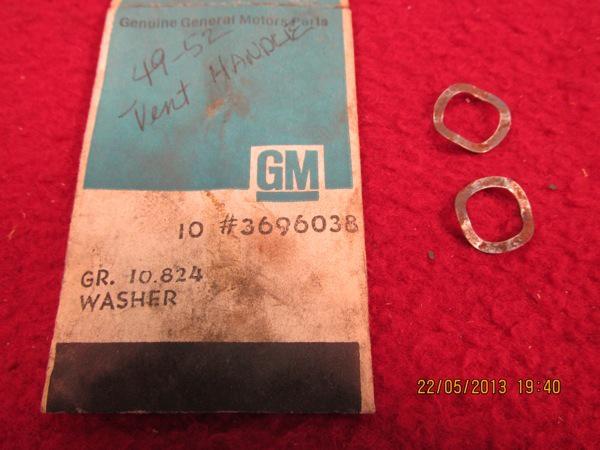 Genuine General Motors Parts
49-52
Vent HANDLE
GM
10 #3696038
GR. 10.824
WASHER
22/05/2013 19:40